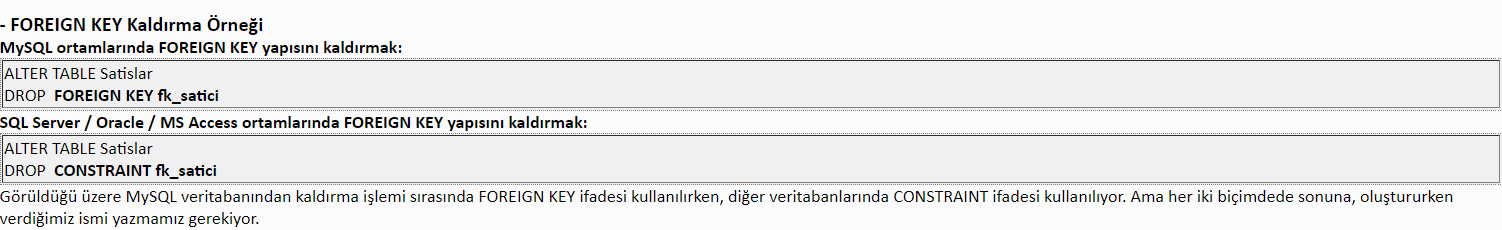 - FOREIGN KEY Kaldırma Örneği
MySQL ortamlarında FOREIGN KEY yapısını kaldırmak:
ALTER TABLE Satislar
DROP  FOREIGN KEY fk_satici
SQL Server / Oracle / MS Access ortamlarında FOREIGN KEY yapısını kaldırmak:
ALTER TABLE Satislar
DROP  CONSTRAINT fk_satici
Görüldüğü üzere MySQL veritabanından kaldırma işlemi sırasında FOREIGN KEY ifadesi kullanılırken, diğer veritabanlarında CONSTRAINT ifadesi kullanılıyor. Ama her iki biçimdede sonuna, oluştururken
verdiğimiz ismi yazmamız gerekiyor.